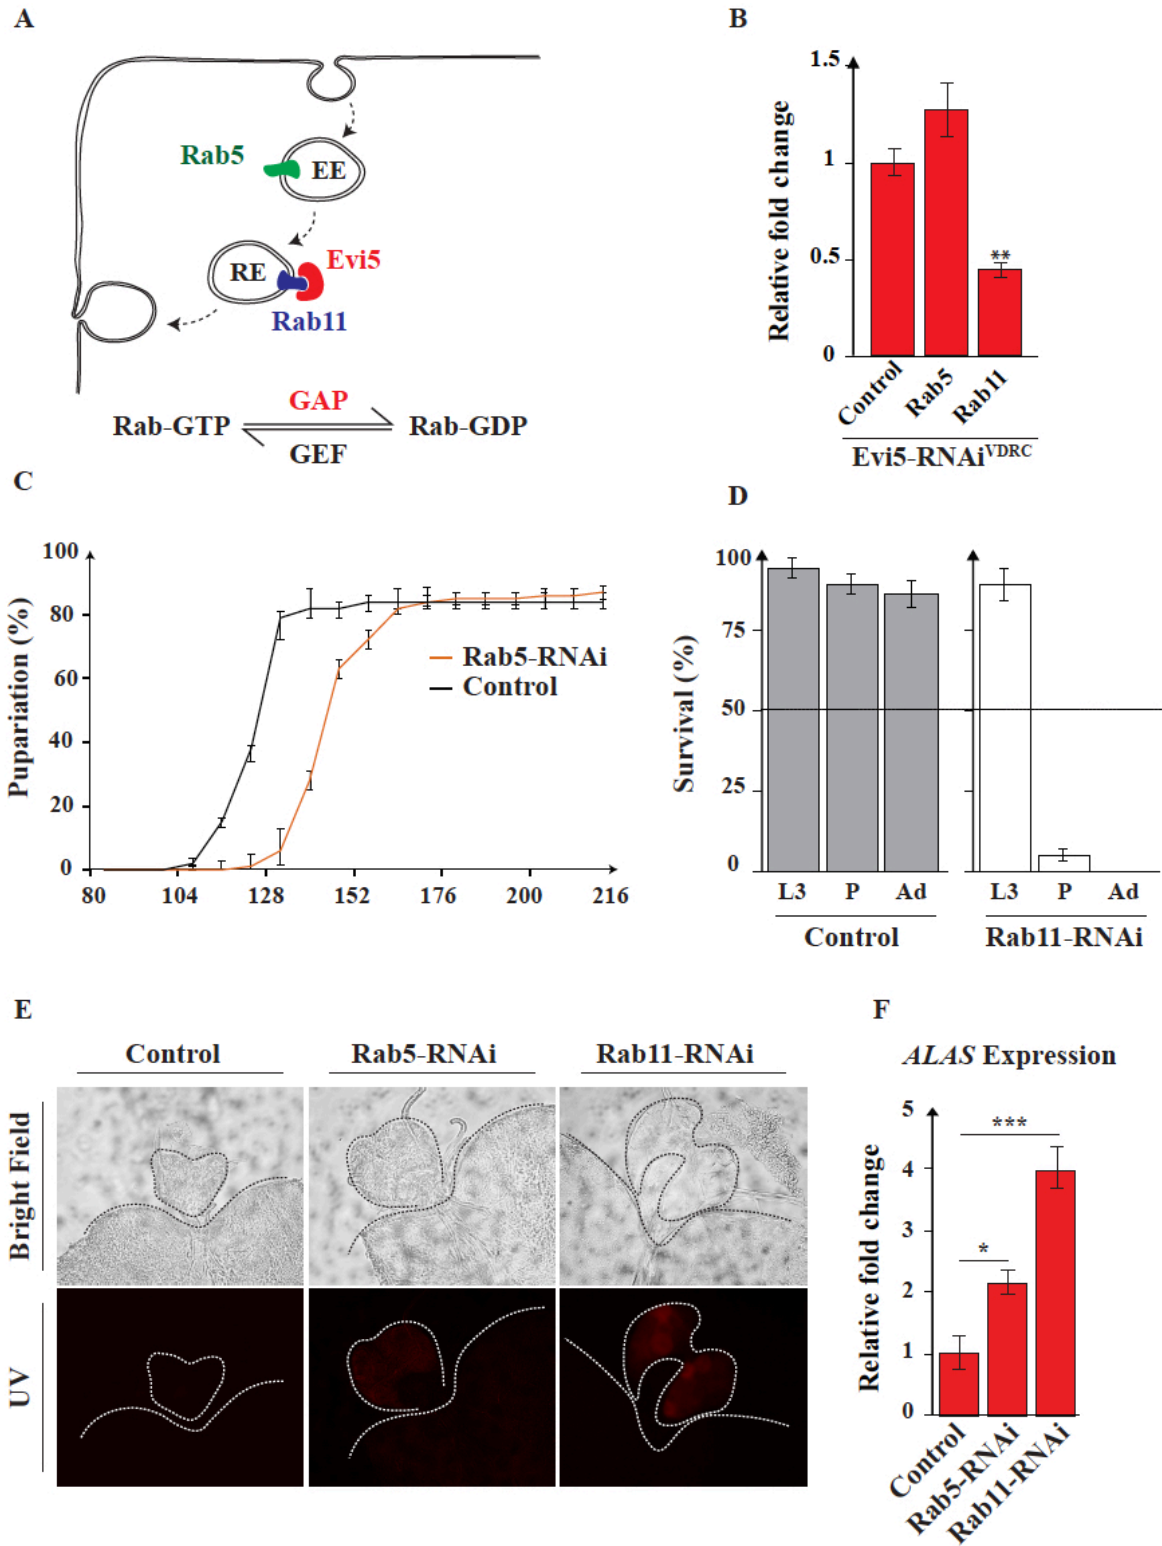 A
Rab5
EE
RE
Evi5
Rab11
GAP
Rab-GTP
Rab-GDP
GEF
B
Relative fold change
1.5
1
0.5
0
**
Control
Rab5
Rab11
Evi5-RNAiVDRC
C
Pupariation (%)
100
80
60
40
20
0
Rab5-RNAi
Control
80 104 128 152 176 200 216
D
Survival (%)
100
75
50
25
0
L3 P Ad
Control
L3 P Ad
Rab11-RNAi
E
Control
Rab5-RNAi
Rab11-RNAi
Bright Field
UV
F
ALAS Expression
Relative fold change
5
4
3
2
1
0
***
*
Control
Rab5-RNAi
Rab11-RNAi